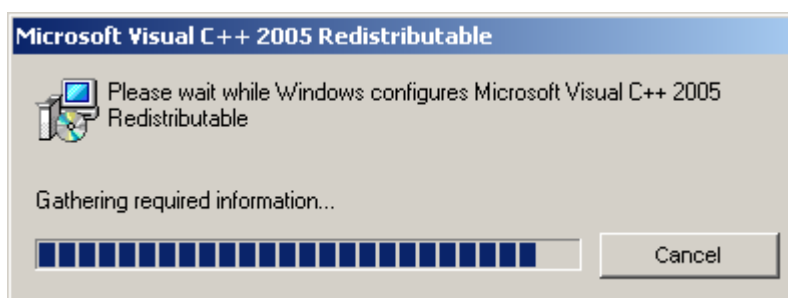 Microsoft Visual C++ 2005 Redistributable
Please wait while Windows configures Microsoft Visual C++ 2005
Redistributable
Gathering required information...
Cancel